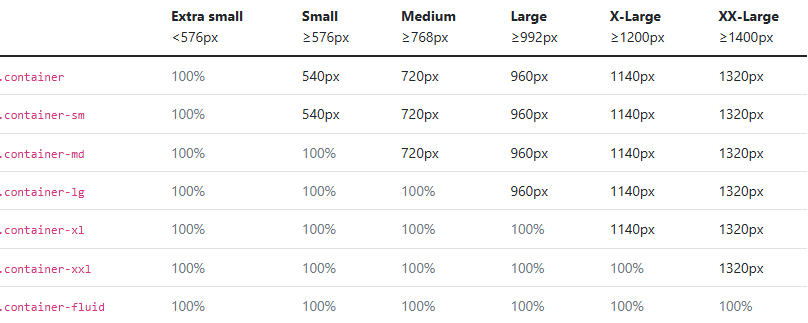 Extra small Small Medium Large X-Large XX-Large
<576px ≥576px ≥768px ≥992px ≥1200px ≥1400px
.container 100% 540px 720px 960px 1140px 1320px
.container-sm 100% 540px 720px 960px 1140px 1320px
.container-md 100% 100% 720px 960px 1140px 1320px
.container-lg 100% 100% 100% 960px 1140px 1320px
.container-xl 100% 100% 100% 100% 1140px 1320px
.container-xxl 100% 100% 100% 100% 100% 1320px
.container-fluid 100% 100% 100% 100% 100% 100%